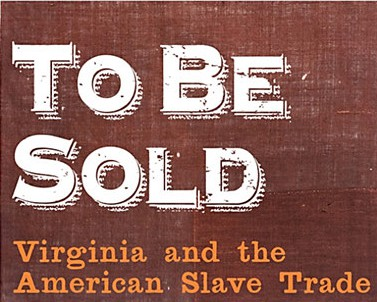 To Be
Sold
Virginia and the
American Slave Trade